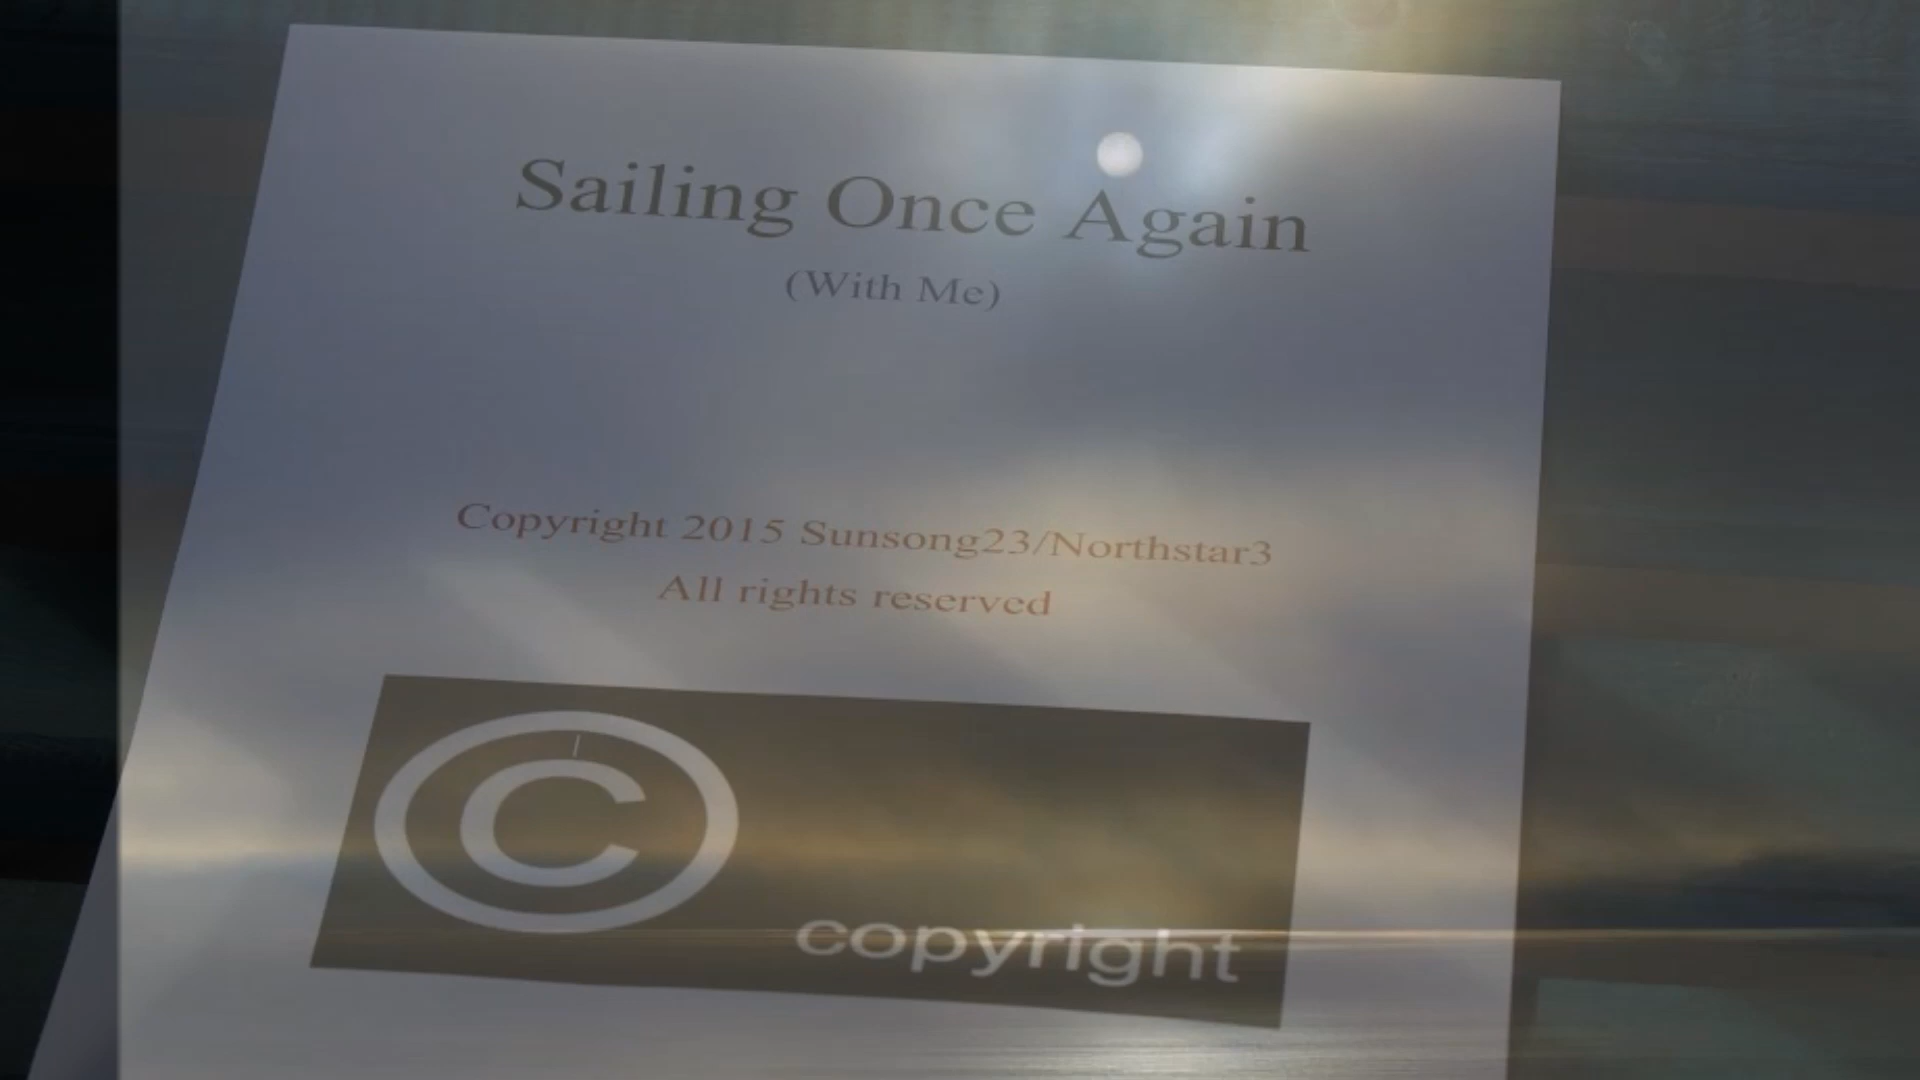 Sailing Once Again
(With Me)
Copyright 2015 Sunsong23/Northstar3
All rights reserved
©
copyright